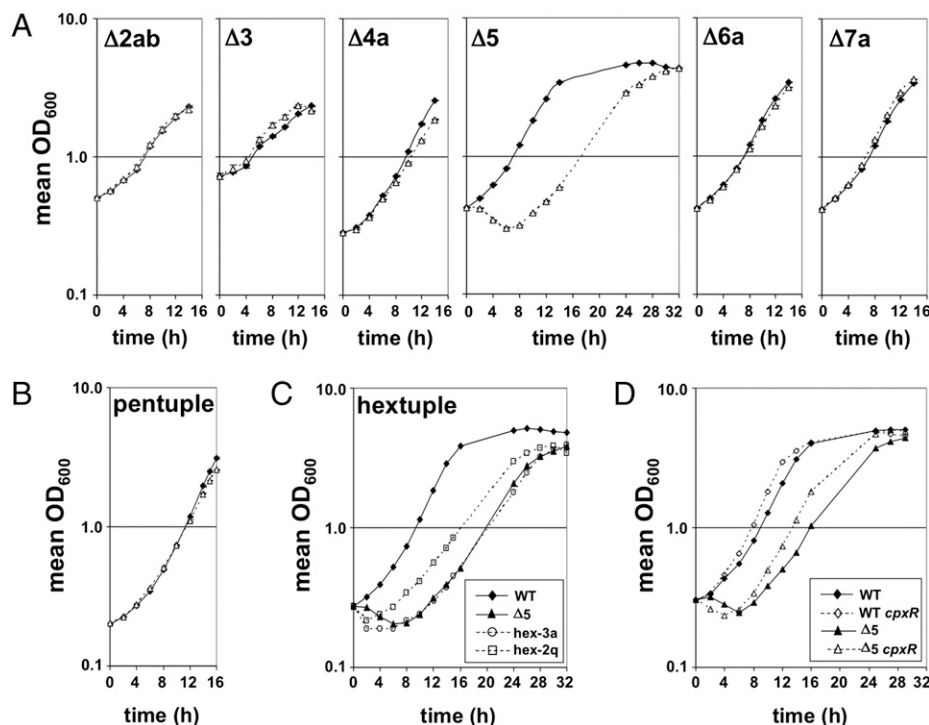 A
Δ2ab
Δ3
Δ4a
Δ5
Δ6a
Δ7a
mean OD600
10.0
1.0
0.1
0 4 8 12 16
0 4 8 12 16
0 4 8 12 16
0 4 8 12 16 20 24 28 32
0 4 8 12 16
0 4 8 12 16
time (h)
time (h)
time (h)
time (h)
time (h)
time (h)
B
pentuple
mean OD600
10.0
1.0
0.1
0 4 8 12 16
time (h)
C
hextuple
mean OD600
10.0
1.0
0.1
WT
Δ5
hex-3a
hex-2q
0 4 8 12 16 20 24 28 32
time (h)
D
mean OD600
10.0
1.0
0.1
WT
WT cpxR
Δ5
Δ5 cpxR
0 4 8 12 16 20 24 28 32
time (h)